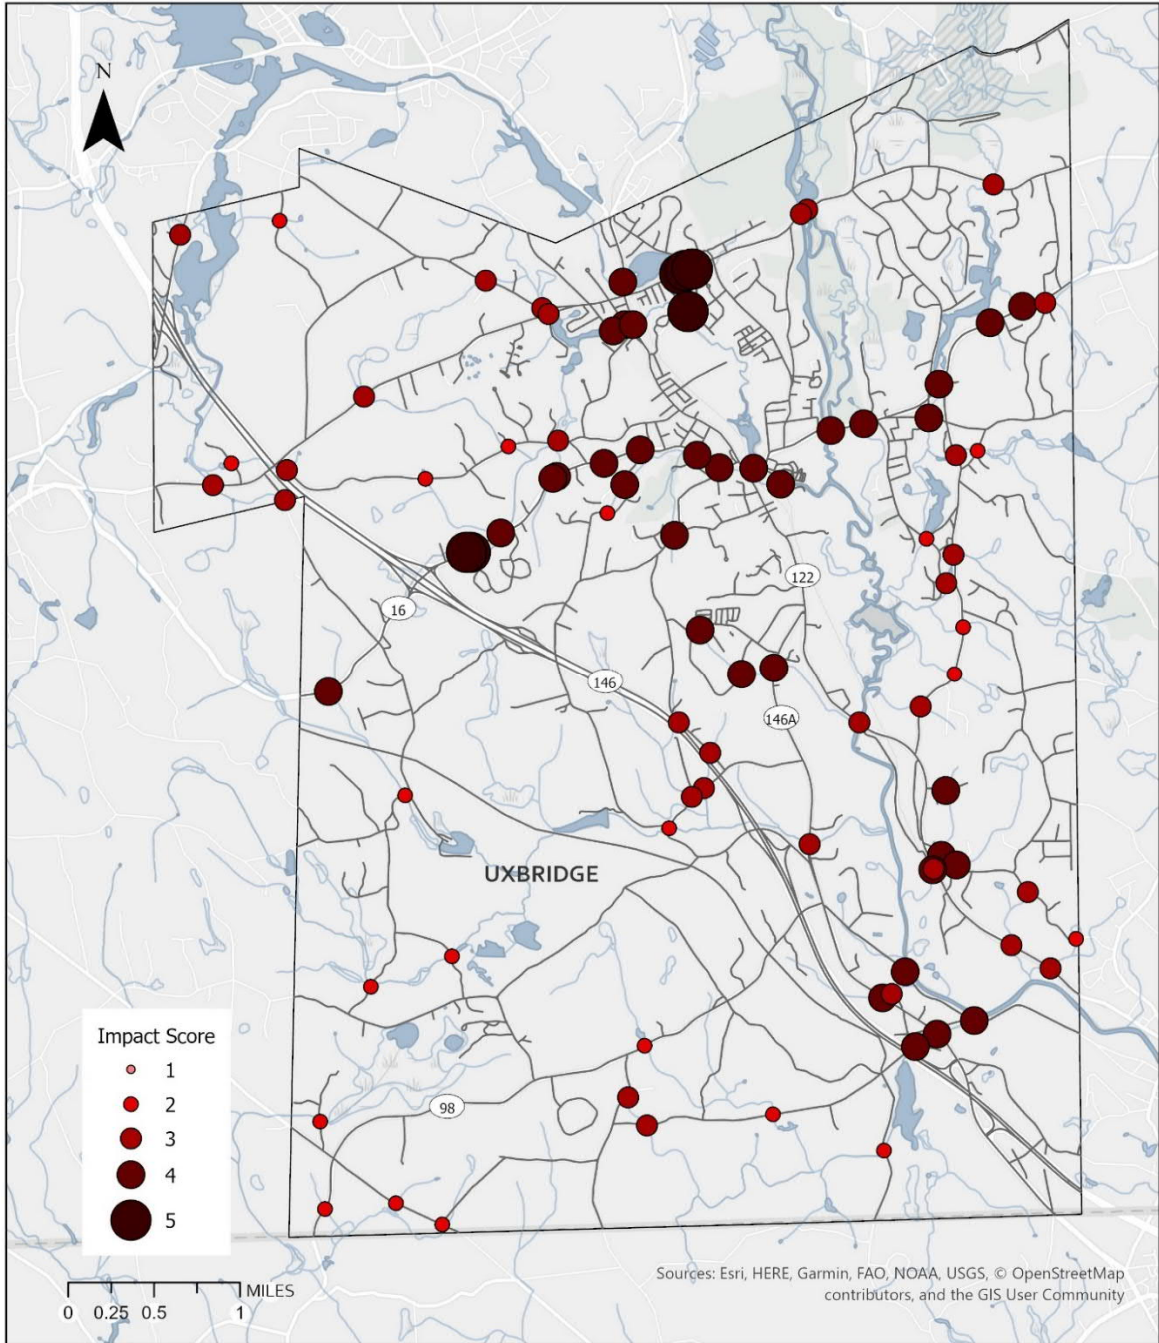 N
16
122
146
146A
UXBRIDGE
98
Impact Score
1
2
3
4
5
MILES
0 0.25 0.5 1
Sources: Esri, HERE, Garmin, FAO, NOAA, USGS, © OpenStreetMap
contributors, and the GIS User Community